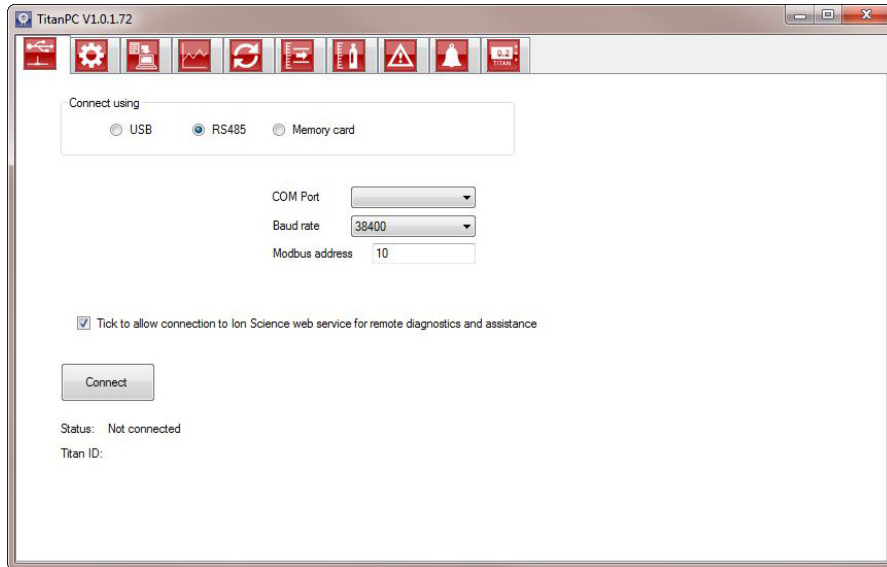 TitanPC V1.0.1.72
0.2
TITAN
Connect using
USB RS485 Memory card
COM Port
Baud rate 38400
Modbus address 10
Tick to allow connection to Ion Science web service for remote diagnostics and assistance
Connect
Status: Not connected
Titan ID: